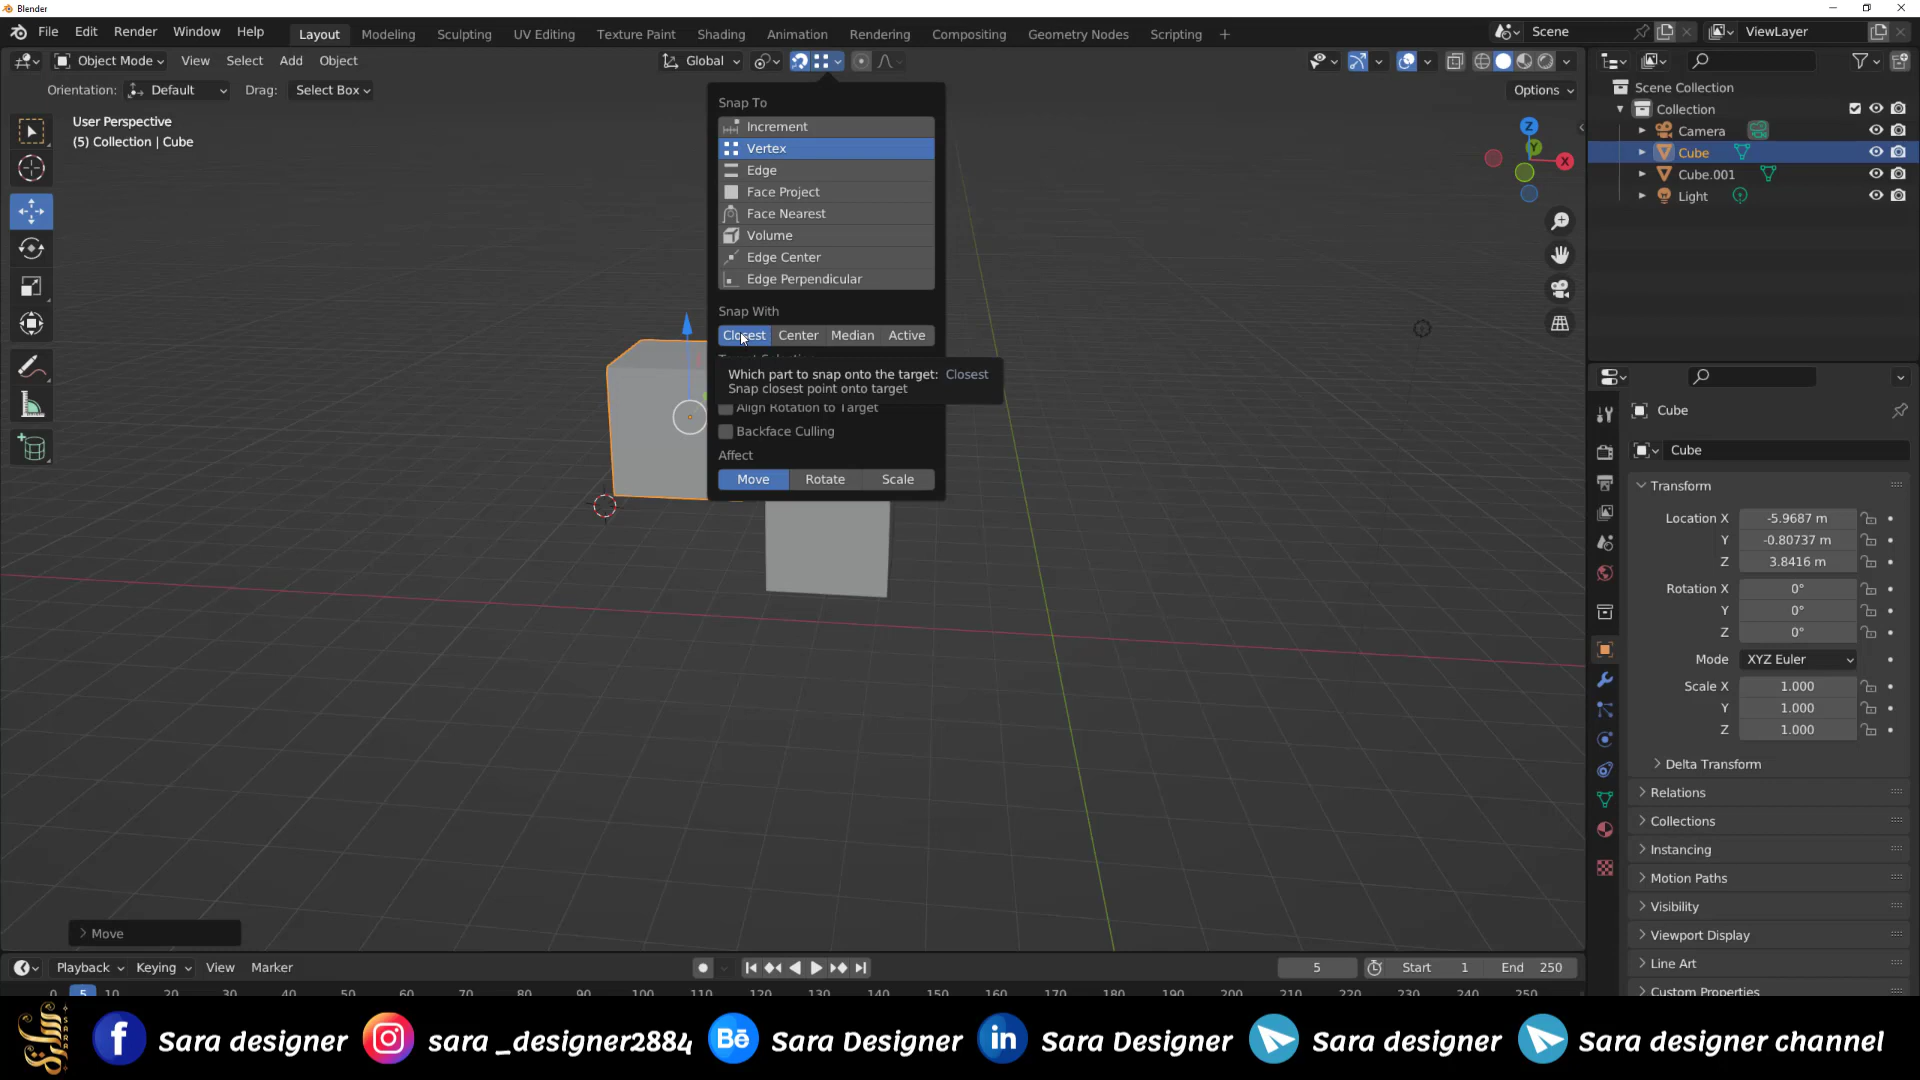 Blender
File Edit Render Window Help
Layout Modeling Sculpting UV Editing Texture Paint Shading Animation Rendering Compositing Geometry Nodes Scripting +
Scene
ViewLayer
Object Mode View Select Add Object
Global
Orientation: Default Drag: Select Box
Options
User Perspective
(5) Collection | Cube
Snap To
Increment
Vertex
Edge
Face Project
Face Nearest
Volume
Edge Center
Edge Perpendicular
Snap With
Closest Center Median Active
Which part to snap onto the target: Closest
Snap closest point onto target
Align Rotation to Target
Backface Culling
Affect
Move Rotate Scale
Z
Y
X
Scene Collection
Collection
Camera
Cube
Cube.001
Light
Cube
Cube
Transform
Location X -5.9687 m
Y -0.80737 m
Z 3.8416 m
Rotation X 0°
Y 0°
Z 0°
Mode XYZ Euler
Scale X 1.000
Y 1.000
Z 1.000
Delta Transform
Relations
Collections
Instancing
Motion Paths
Visibility
Viewport Display
Line Art
Custom Properties
Move
Playback Keying View Marker
5 Start 1 End 250
0 5 10 20 30 40 50 60 70 80 90 100 110 120 130 140 150 160 170 180 190 200 210 220 230 240 250
Sara designer sara _designer2884 Sara Designer Sara Designer Sara designer Sara designer channel